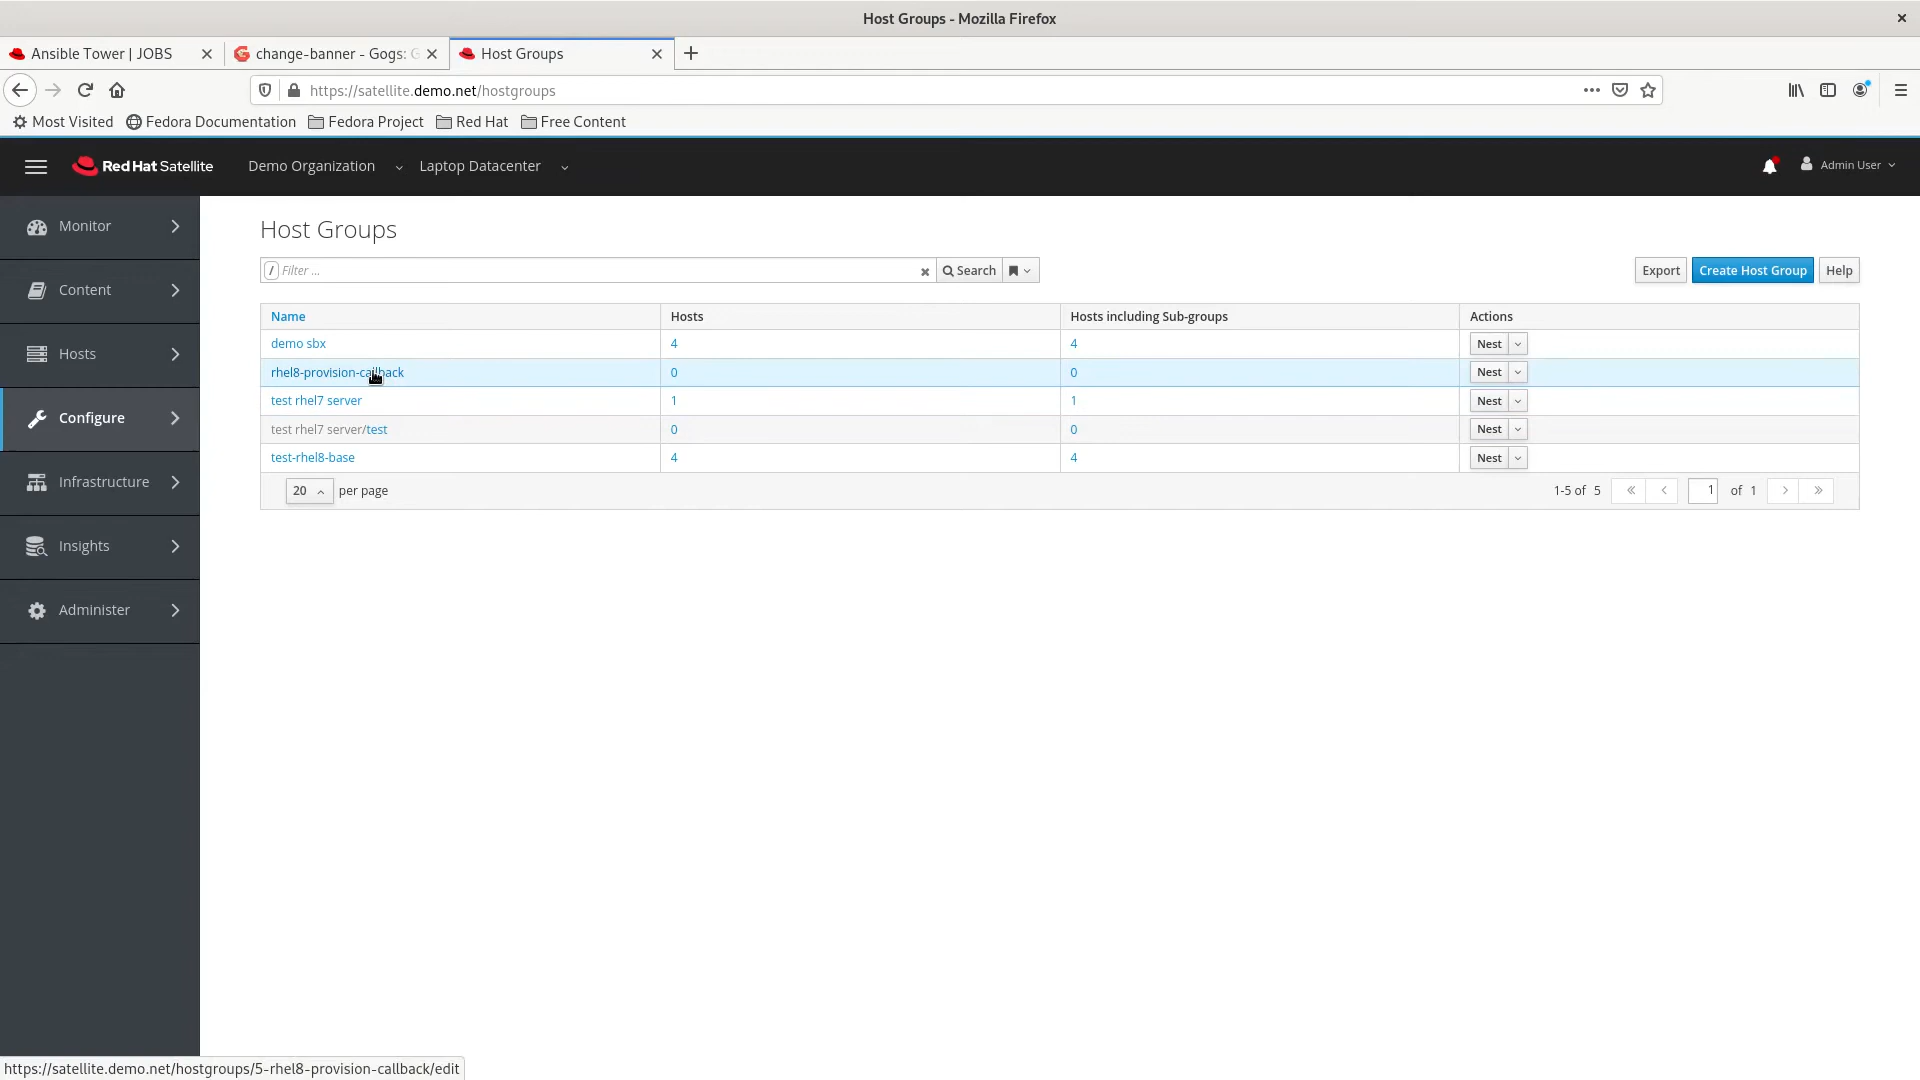 Host Groups - Mozilla Firefox
Ansible Tower | JOBS
change-banner - Gogs: G
Host Groups
https://satellite.demo.net/hostgroups
Most Visited
Fedora Documentation
Fedora Project
Red Hat
Free Content
Red Hat Satellite
Demo Organization
Laptop Datacenter
Admin User
Monitor
Content
Hosts
Configure
Infrastructure
Insights
Administer
Host Groups
/ Filter ...
Search
Export
Create Host Group
Help
Name Hosts Hosts including Sub-groups Actions
demo sbx 4 4 Nest
rhel8-provision-callback 0 0 Nest
test rhel7 server 1 1 Nest
test rhel7 server/test 0 0 Nest
test-rhel8-base 4 4 Nest
20 per page
1-5 of 5
1 of 1
https://satellite.demo.net/hostgroups/5-rhel8-provision-callback/edit